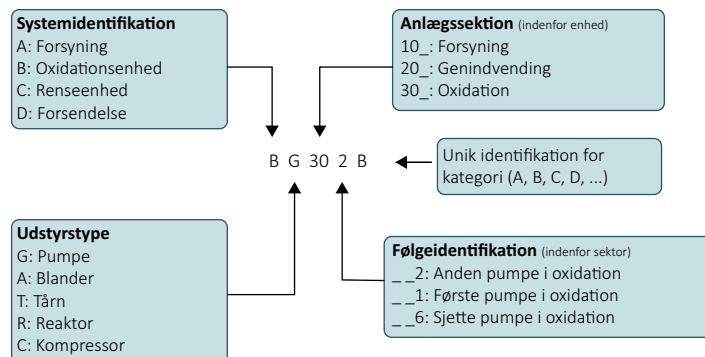 Systemidentifikation
A: Forsyning
B: Oxidationsenhed
C: Renseenhed
D: Forsendelse
Anlægssektion (indenfor enhed)
10_: Forsyning
20_: Genindvending
30_: Oxidation
B G 30 2 B
Unik identifikation for
kategori (A, B, C, D, ...)
Udstyrstype
G: Pumpe
A: Blander
T: Tårn
R: Reaktor
C: Kompressor
Følgeidentifikation (indenfor sektor)
_ _2: Anden pumpe i oxidation
_ _1: Første pumpe i oxidation
_ _6: Sjette pumpe i oxidation